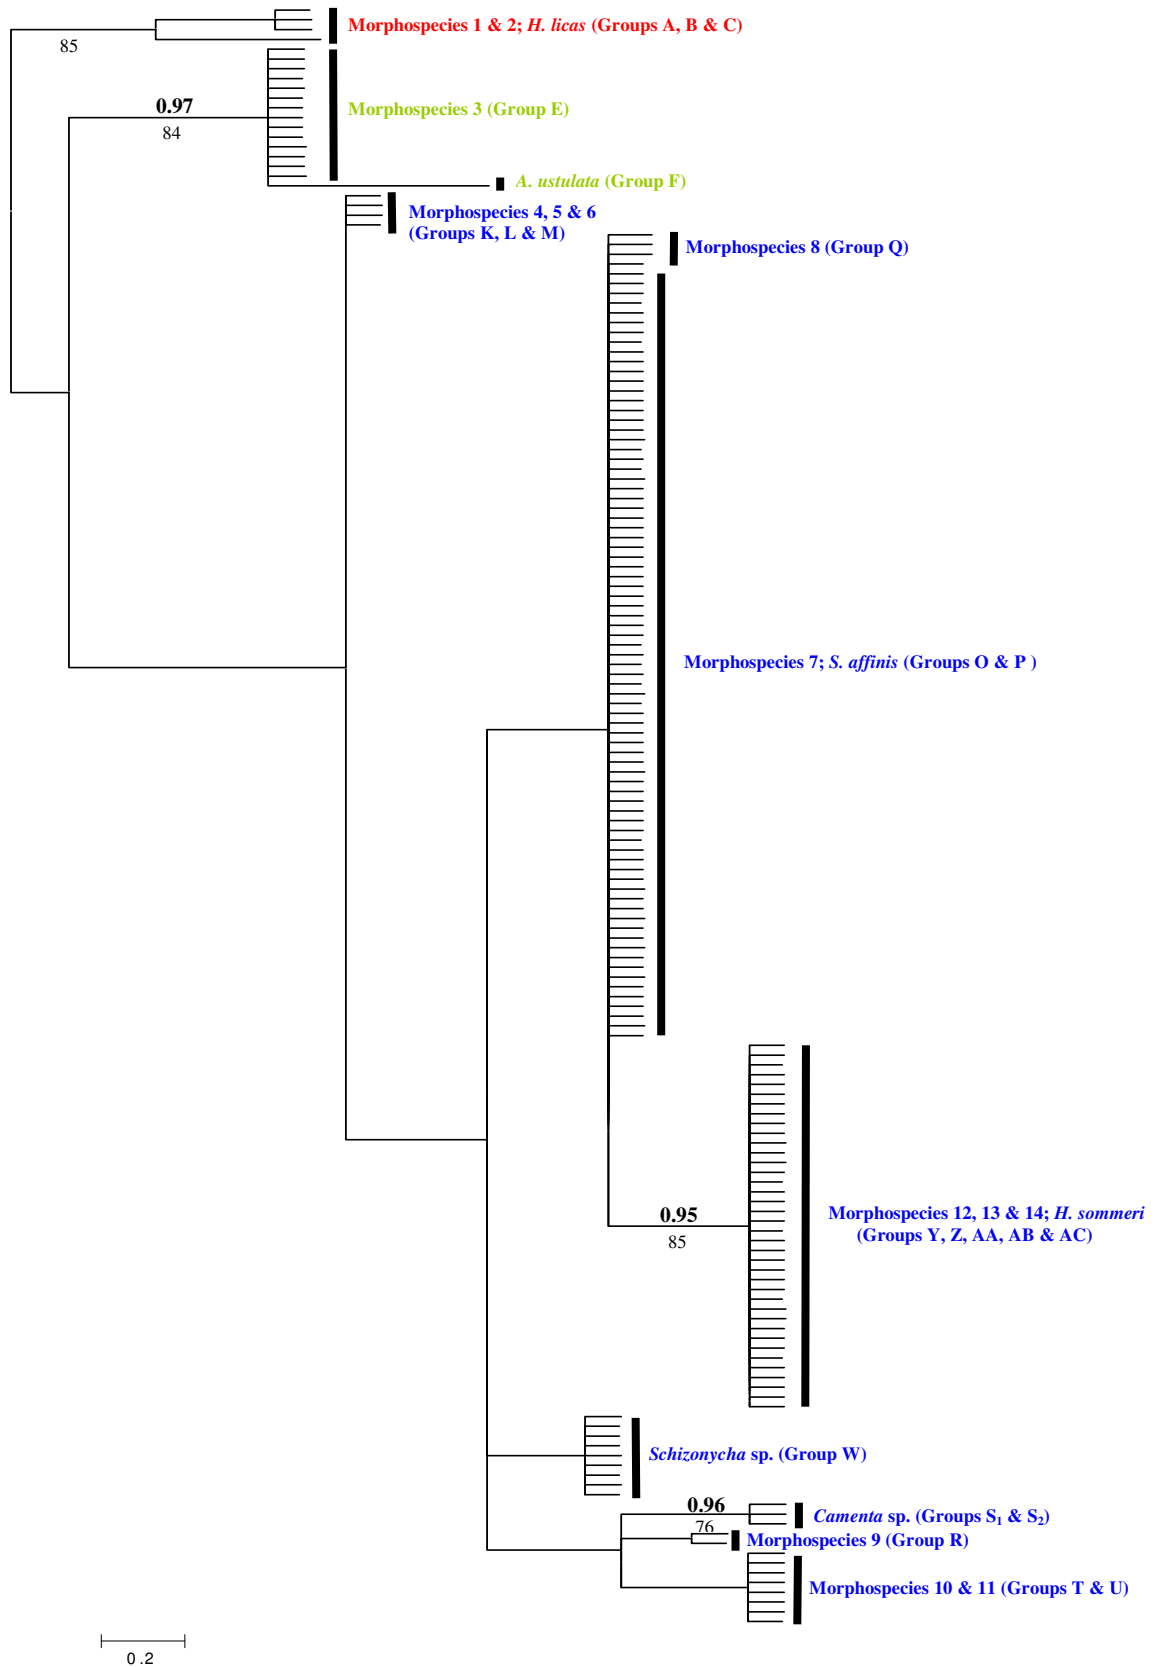 Morphospecies 1 & 2; H. licas (Groups A, B & C)
85
0.97
Morphospecies 3 (Group E)
84
A. ustulata (Group F)
Morphospecies 4, 5 & 6
(Groups K, L & M)
Morphospecies 8 (Group Q)
Morphospecies 7; S. affinis (Groups O & P )
0.95
85
Morphospecies 12, 13 & 14; H. sommeri
(Groups Y, Z, AA, AB & AC)
Schizonycha sp. (Group W)
0.96
Camenta sp. (Groups S₁ & S₂)
76
Morphospecies 9 (Group R)
Morphospecies 10 & 11 (Groups T & U)
0.2